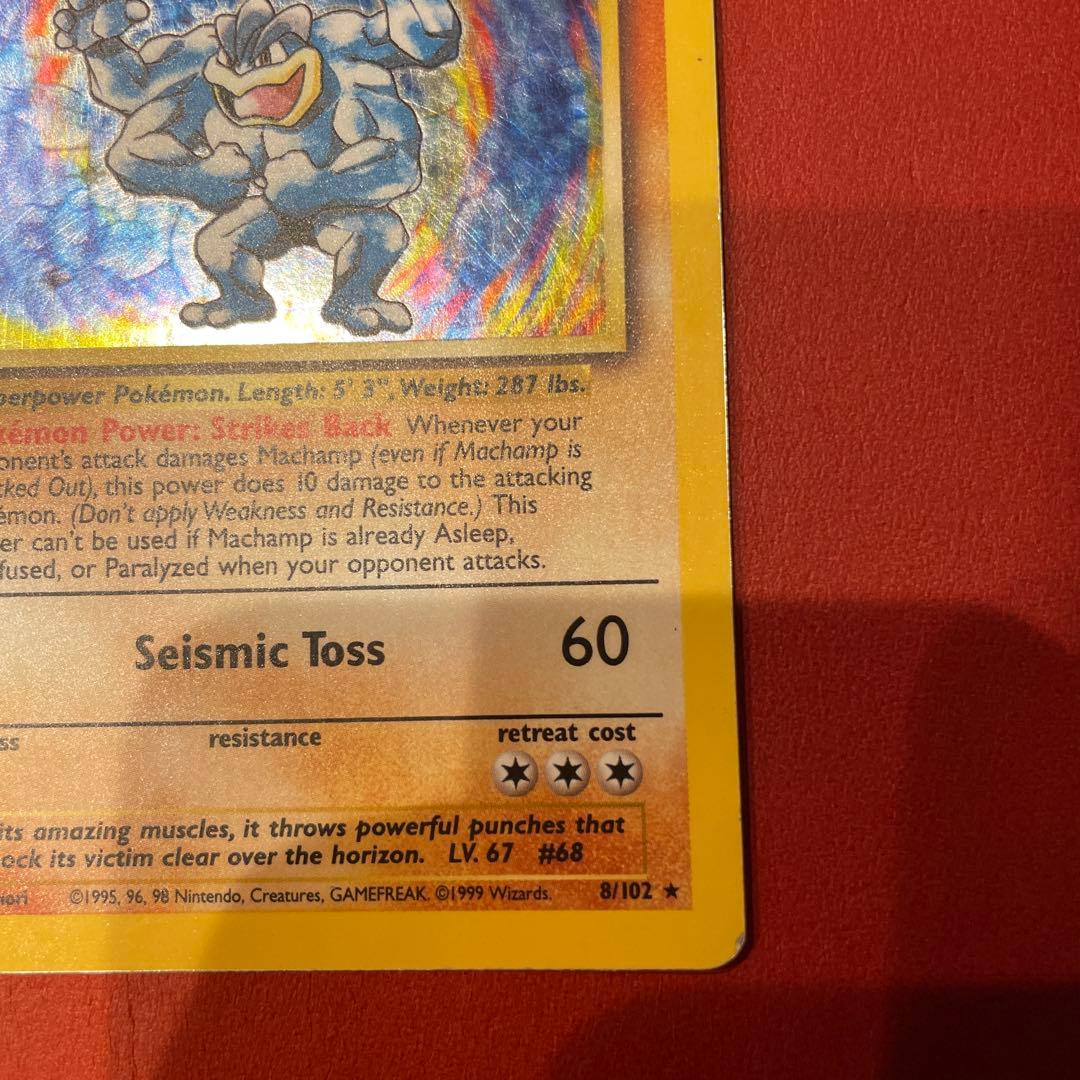 perpower Pokémon. Length: 5' 3", Weight: 287 lbs.
kémon Power: Strikes Back Whenever your
onent's attack damages Machamp (even if Machamp is
cked Out), this power does 10 damage to the attacking
émon. (Don't apply Weakness and Resistance.) This
er can't be used if Machamp is already Asleep,
fused, or Paralyzed when your opponent attacks.
Seismic Toss 60
ss resistance retreat cost
its amazing muscles, it throws powerful punches that
ock its victim clear over the horizon. LV. 67 #68
mori ©1995, 96, 98 Nintendo, Creatures, GAMEFREAK. ©1999 Wizards. 8/102 ★